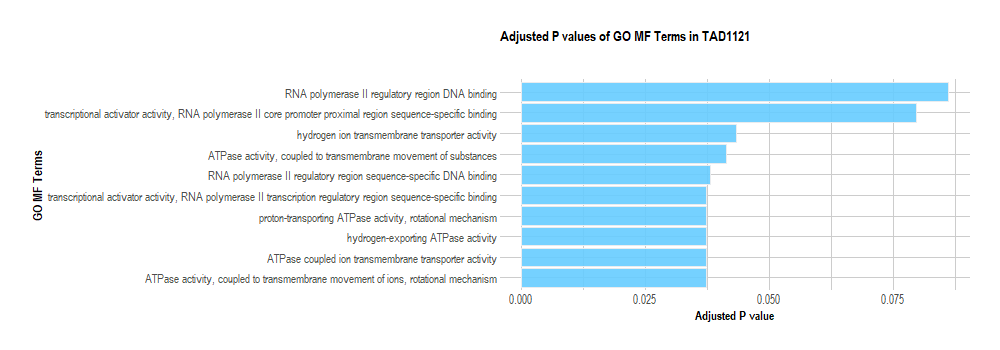 Adjusted P values of GO MF Terms in TAD1121
GO MF Terms
RNA polymerase II regulatory region DNA binding
transcriptional activator activity, RNA polymerase II core promoter proximal region sequence-specific binding
hydrogen ion transmembrane transporter activity
ATPase activity, coupled to transmembrane movement of substances
RNA polymerase II regulatory region sequence-specific DNA binding
transcriptional activator activity, RNA polymerase II transcription regulatory region sequence-specific binding
proton-transporting ATPase activity, rotational mechanism
hydrogen-exporting ATPase activity
ATPase coupled ion transmembrane transporter activity
ATPase activity, coupled to transmembrane movement of ions, rotational mechanism
0.000 0.025 0.050 0.075
Adjusted P value